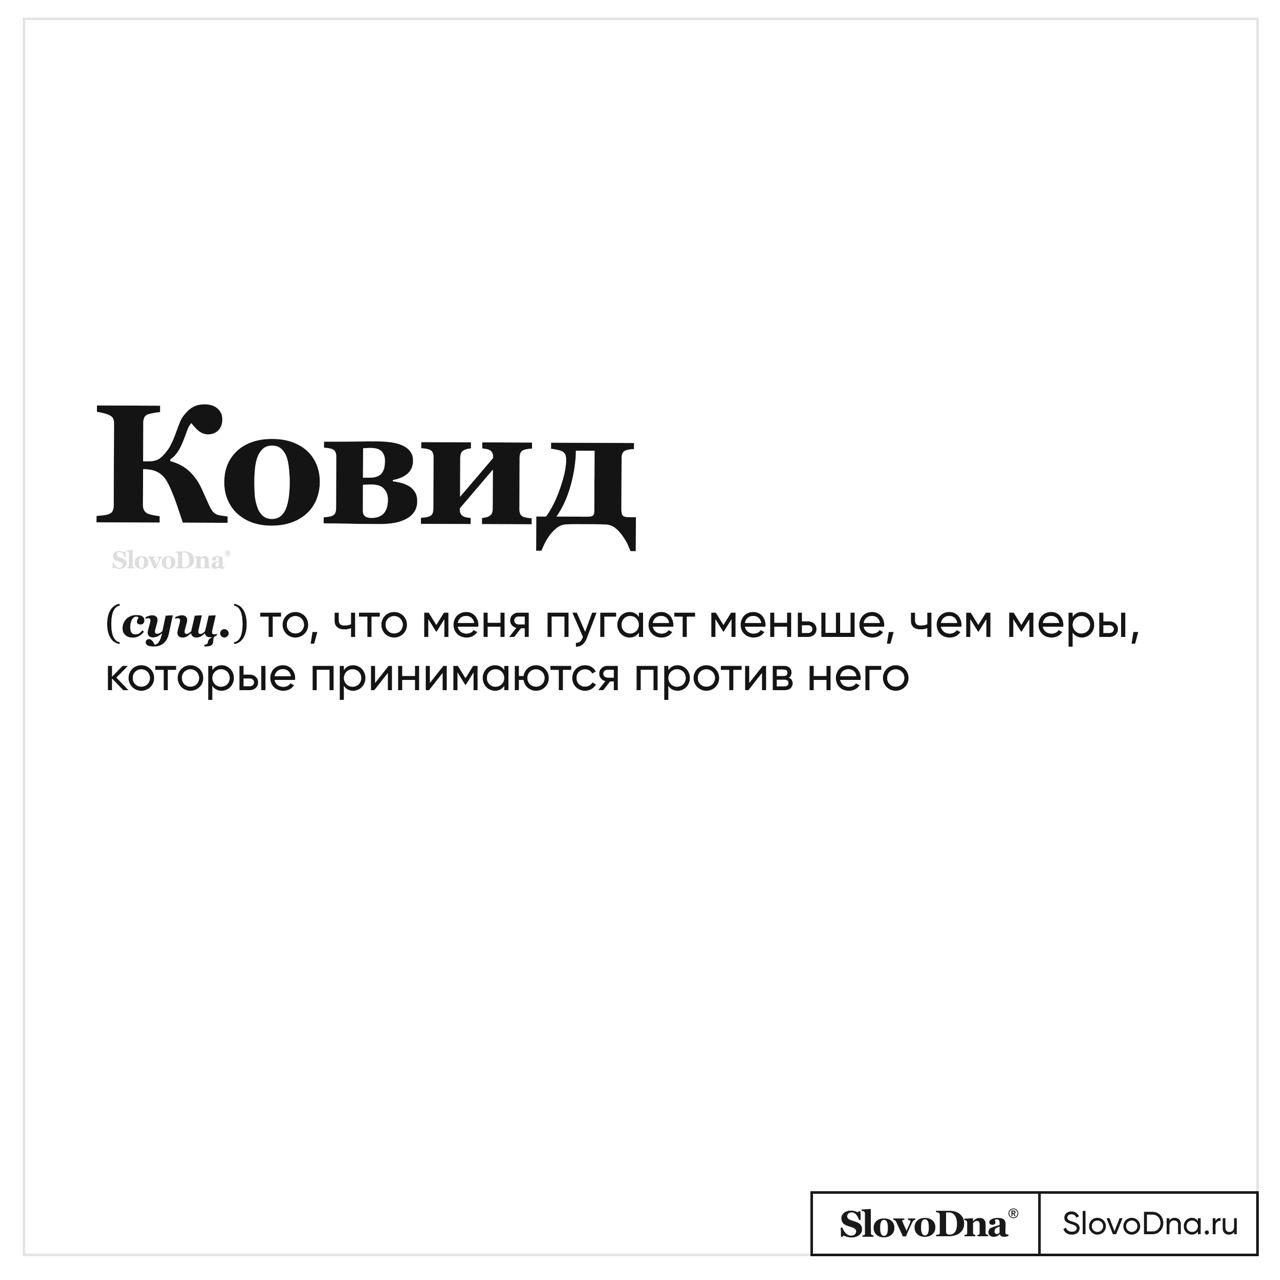 Ковид
SlovoDna®
(сущ.) то, что меня пугает меньше, чем меры,
которые принимаются против него
SlovoDna® SlovoDna.ru